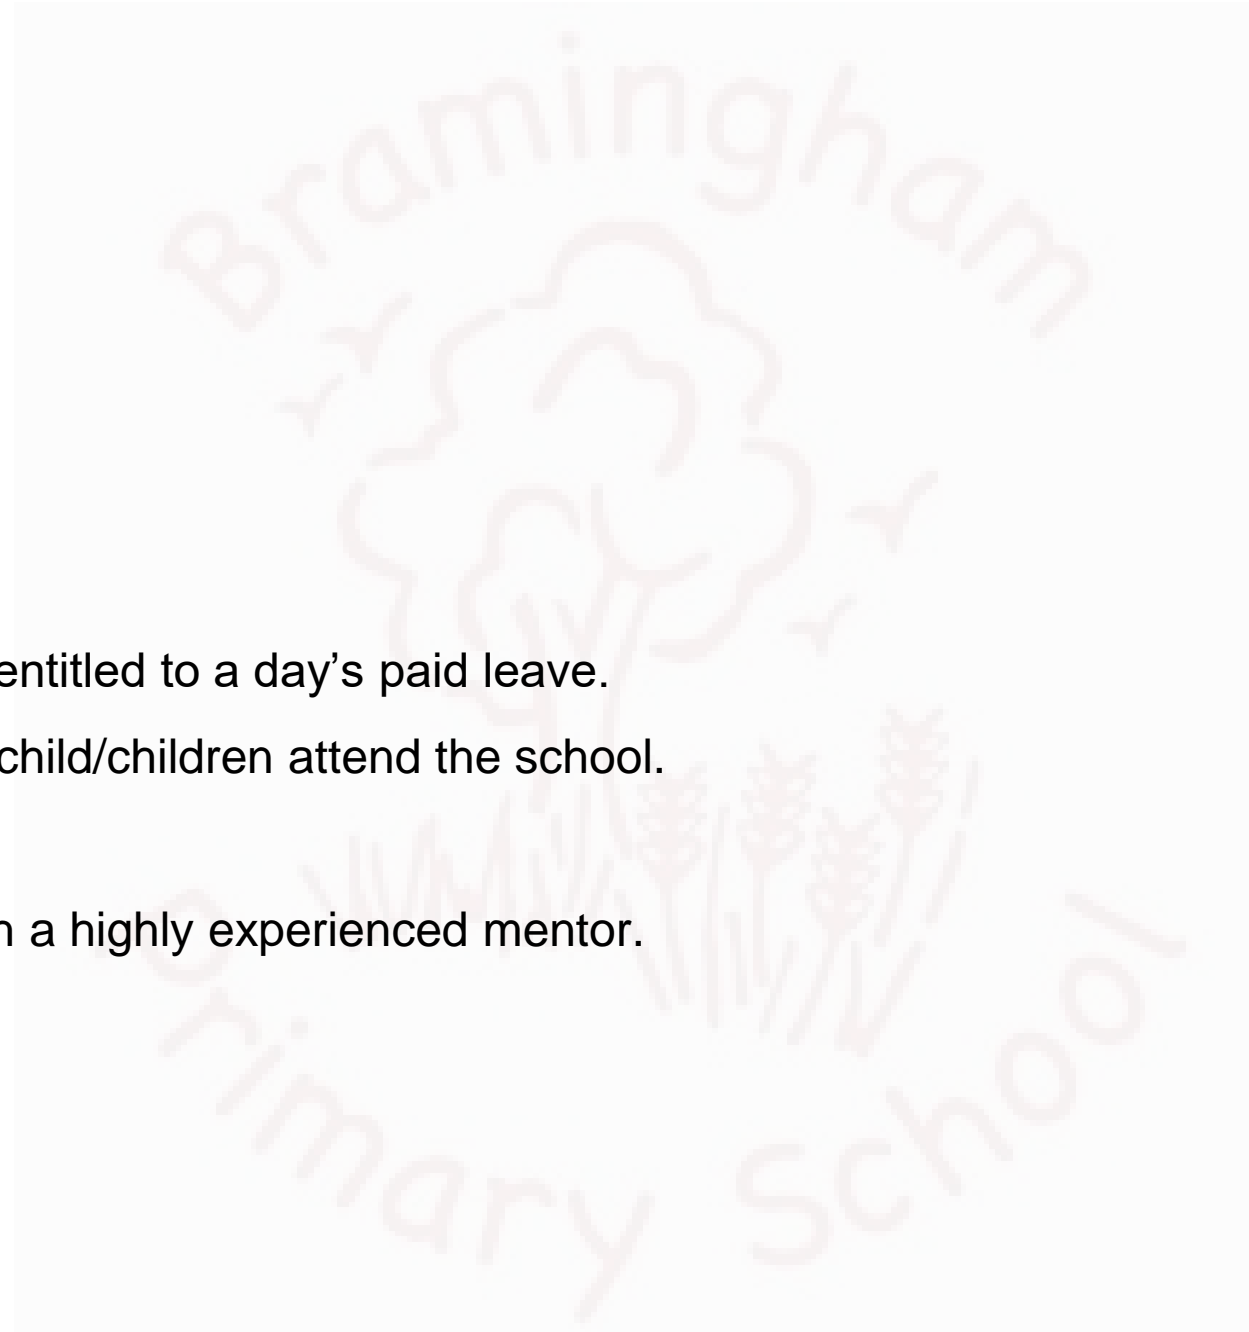 Bramingham
entitled to a day’s paid leave.
child/children attend the school.
a highly experienced mentor.
Primary School